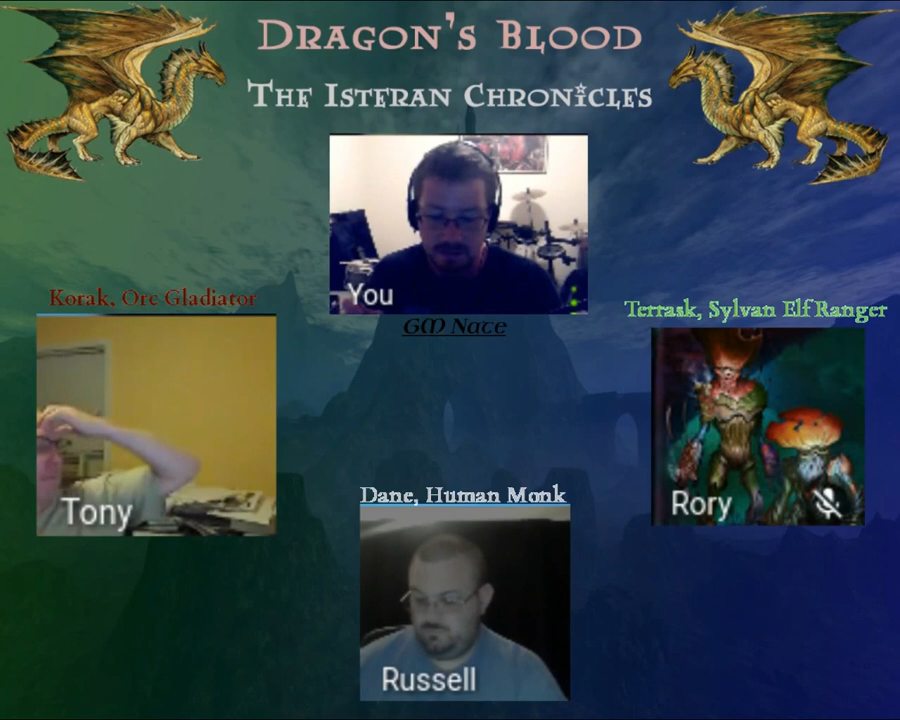 Dragon's Blood
The Isteran Chronicles
You
GM Nate
Korak, Orc Gladiator
Terrask, Sylvan Elf Ranger
Tony
Rory
Dane, Human Monk
Russell